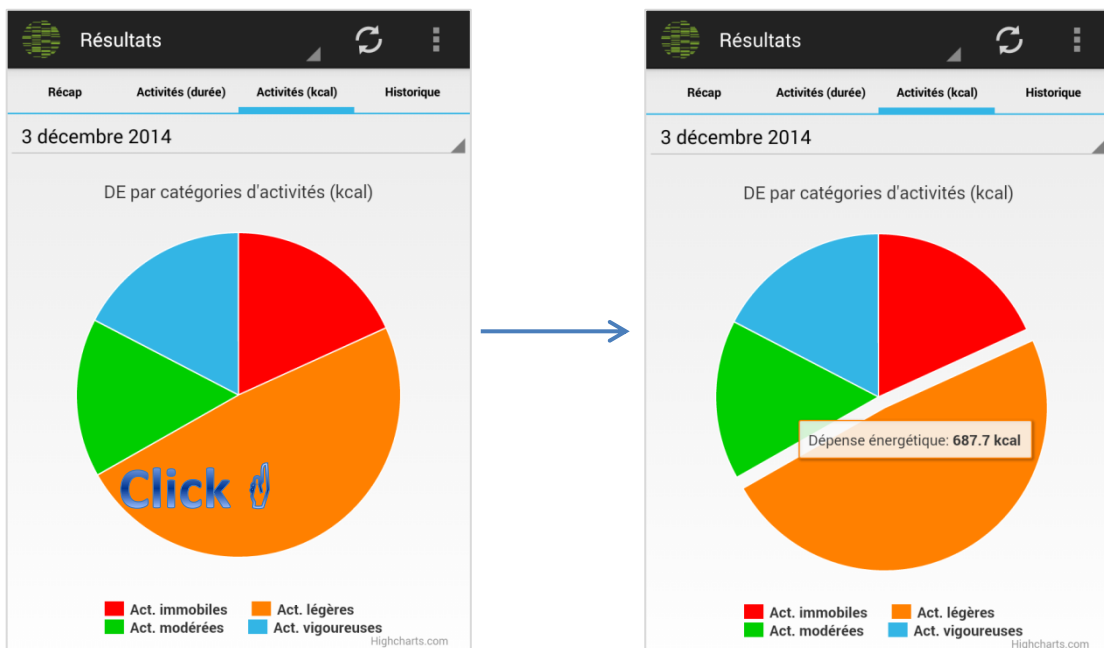 Résultats
Récap Activités (durée) Activités (kcal) Historique
3 décembre 2014
DE par catégories d'activités (kcal)
Click
Act. immobiles Act. légères
Act. modérées Act. vigoureuses
Highcharts.com
Résultats
Récap Activités (durée) Activités (kcal) Historique
3 décembre 2014
DE par catégories d'activités (kcal)
Dépense énergétique: 687.7 kcal
Act. immobiles Act. légères
Act. modérées Act. vigoureuses
Highcharts.com